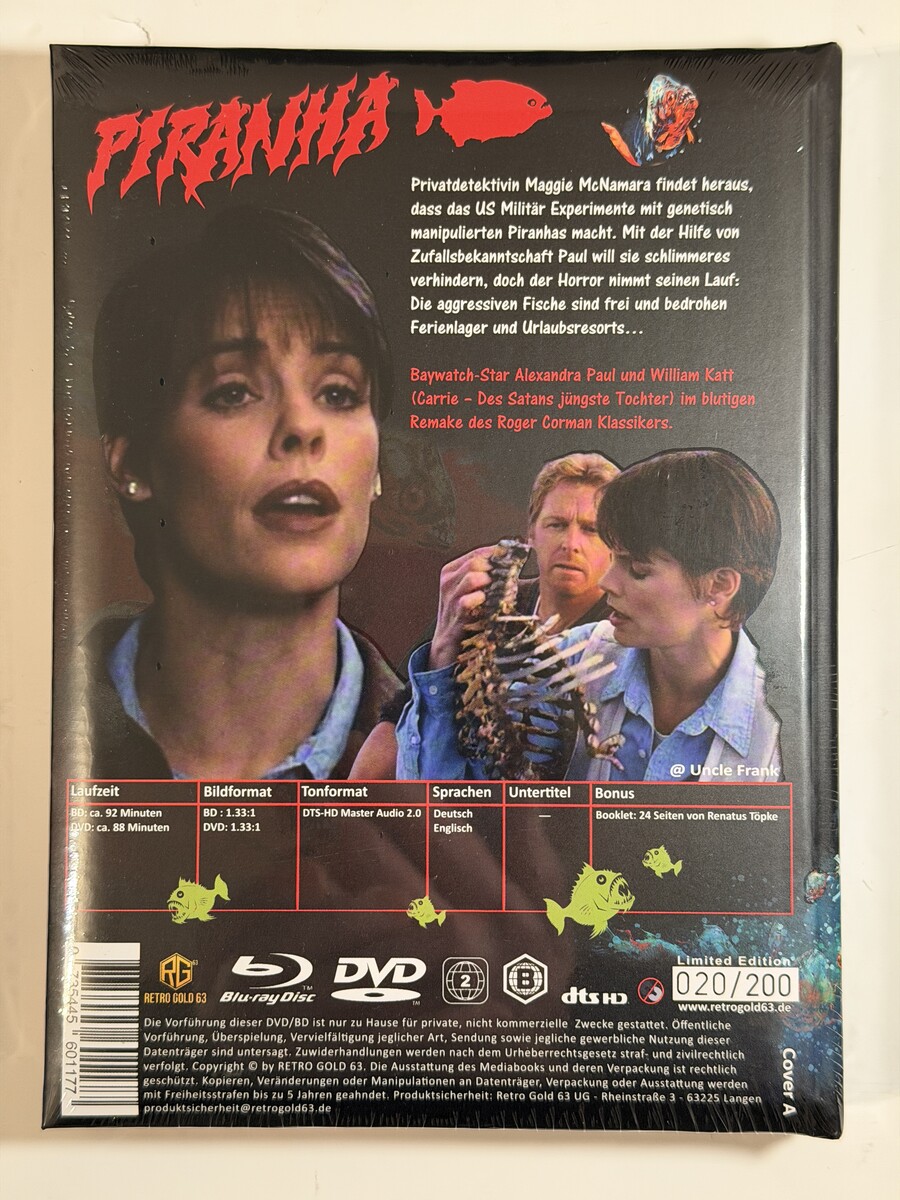 PIRANHA
Privatdetektivin Maggie McNamara findet heraus,
dass das US Militär Experimente mit genetisch
manipulierten Piranhas macht. Mit der Hilfe von
Zufallsbekanntschaft Paul will sie schlimmeres
verhindern, doch der Horror nimmt seinen Lauf:
Die aggressiven Fische sind frei und bedrohen
Ferienlager und Urlaubsresorts...
Baywatch-Star Alexandra Paul und William Katt
(Carrie – Des Satans jüngste Tochter) im blutigen
Remake des Roger Corman Klassikers.
@ Uncle Frank
Laufzeit Bildformat Tonformat Sprachen Untertitel Bonus
BD: ca. 92 Minuten BD : 1.33:1 DTS-HD Master Audio 2.0 Deutsch — Booklet: 24 Seiten von Renatus Töpke
DVD: ca. 88 Minuten DVD: 1.33:1 Englisch
RG 63
RETRO GOLD 63
Blu-ray Disc™
DVD™
2
B
dts HD
Limited Edition
020/200
www.retrogold63.de
Die Vorführung dieser DVD/BD ist nur zu Hause für private, nicht kommerzielle Zwecke gestattet. Öffentliche
Vorführung, Überspielung, Vervielfältigung jeglicher Art, Sendung sowie jegliche gewerbliche Nutzung dieser
Datenträger sind untersagt. Zuwiderhandlungen werden nach dem Urheberrechtsgesetz straf- und zivilrechtlich
verfolgt. Copyright © by RETRO GOLD 63. Die Ausstattung des Mediabooks und deren Verpackung ist rechtlich
geschützt. Kopieren, Veränderungen oder Manipulationen an Datenträger, Verpackung oder Ausstattung werden
mit Freiheitsstrafen bis zu 5 Jahren geahndet. Produktsicherheit: Retro Gold 63 UG - Rheinstraße 3 - 63225 Langen
produktsicherheit@retrogold63.de
Cover A
735445 601177